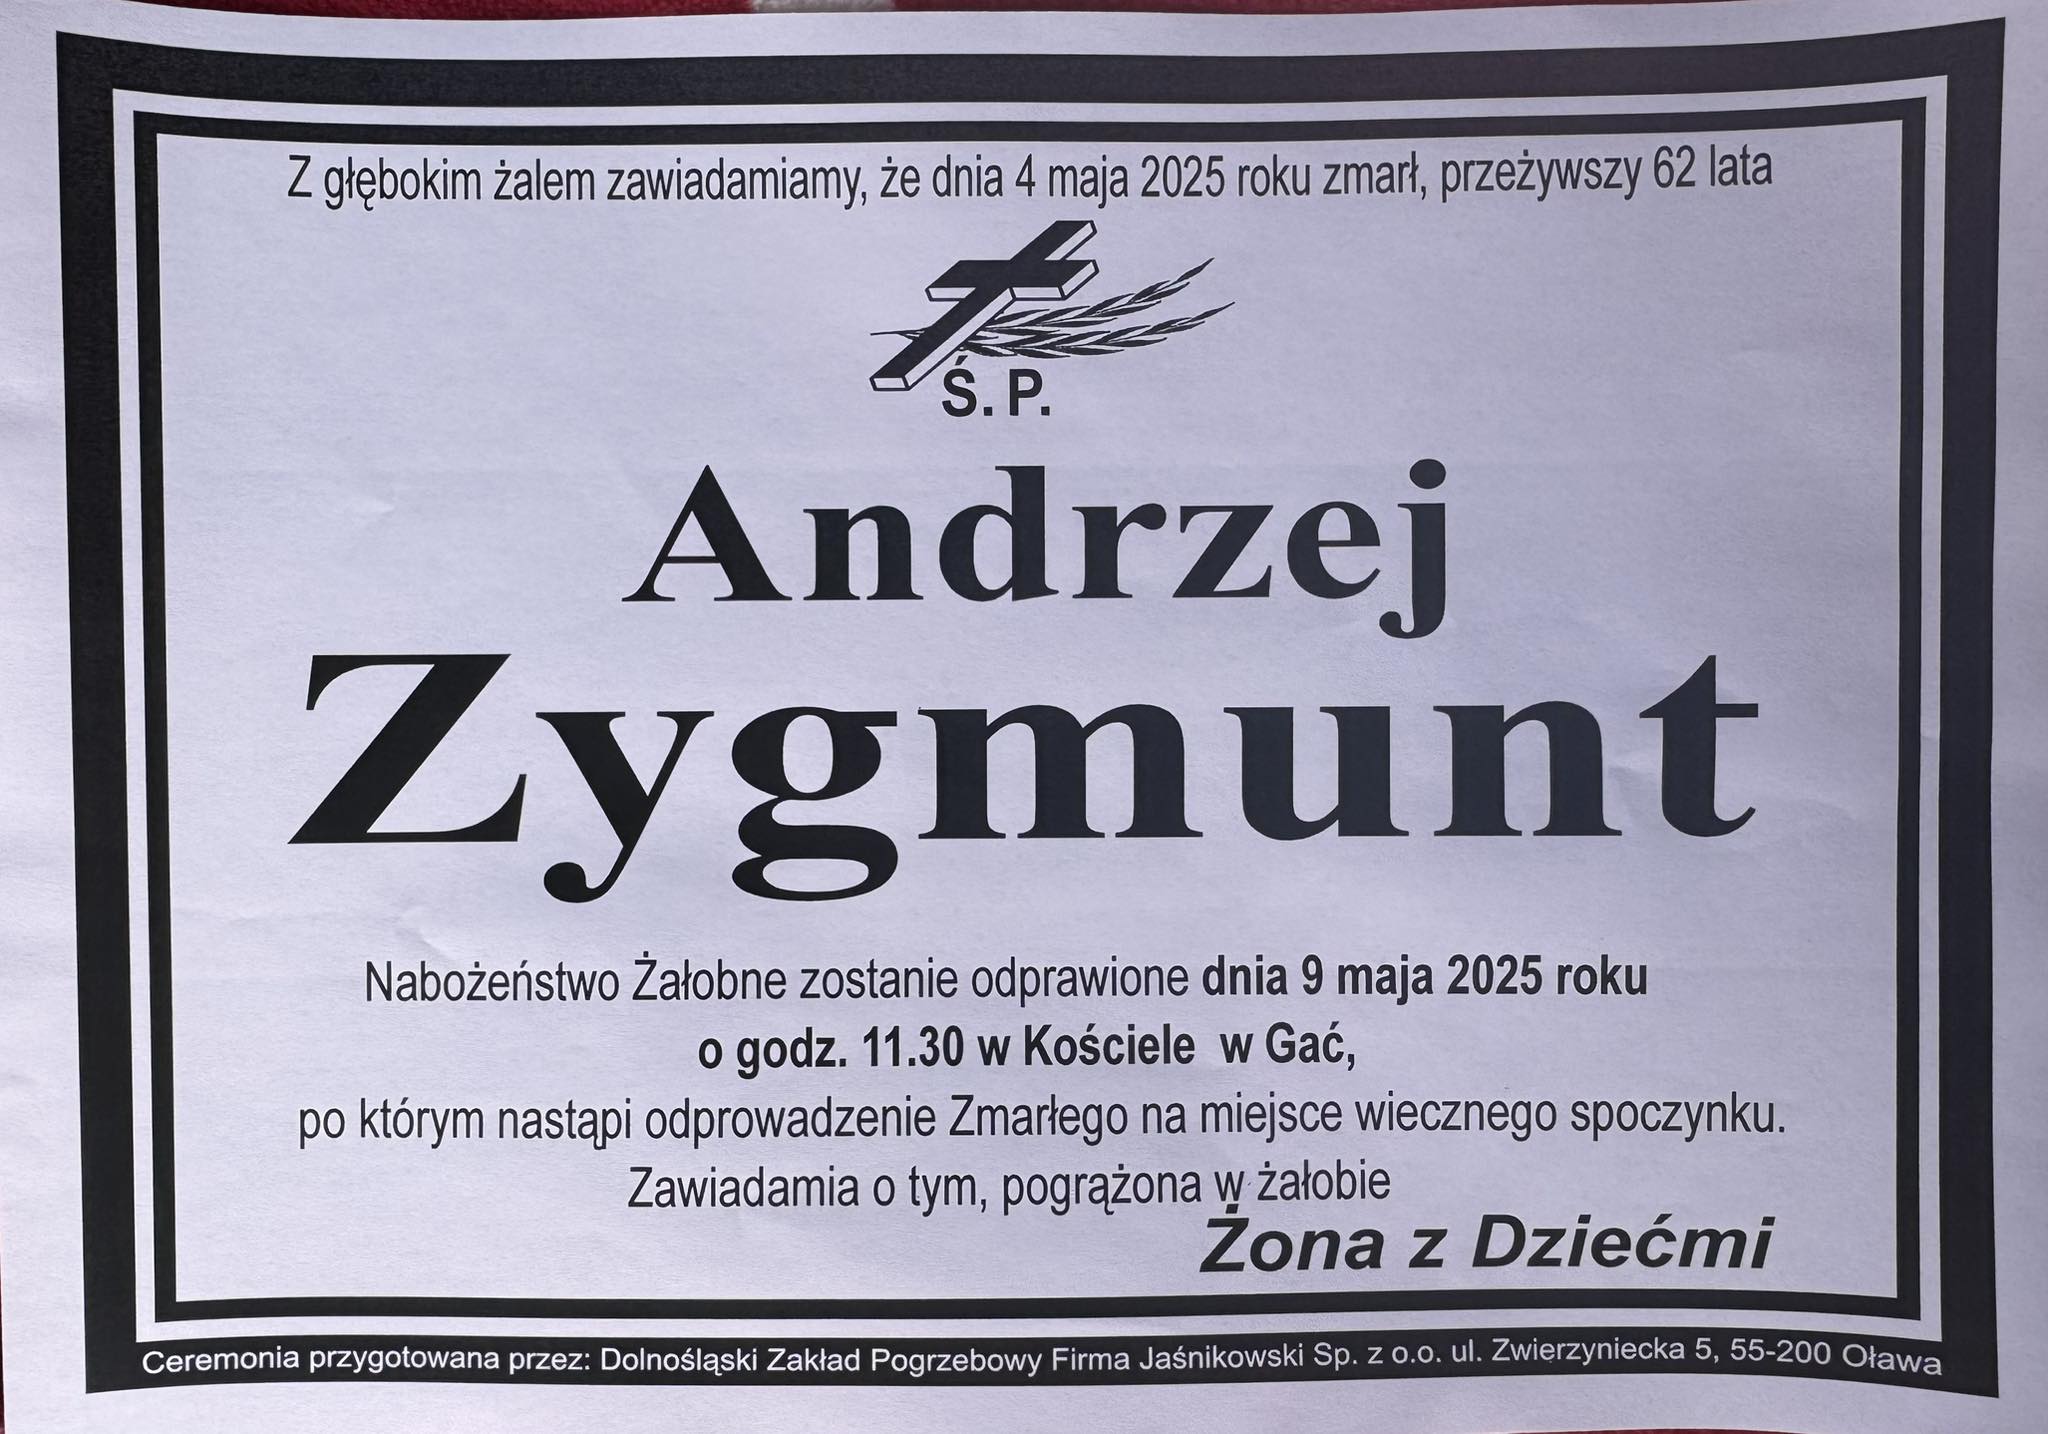 Z głębokim żalem zawiadamiamy, że dnia 4 maja 2025 roku zmarł, przeżywszy 62 lata
Ś. P.
Andrzej
Zygmunt
Nabożeństwo Żałobne zostanie odprawione dnia 9 maja 2025 roku
o godz. 11.30 w Kościele w Gać,
po którym nastąpi odprowadzenie Zmarłego na miejsce wiecznego spoczynku.
Zawiadamia o tym, pogrążona w żałobie
Żona z Dziećmi
Ceremonia przygotowana przez: Dolnośląski Zakład Pogrzebowy Firma Jaśnikowski Sp. z o.o. ul. Zwierzyniecka 5, 55-200 Oława